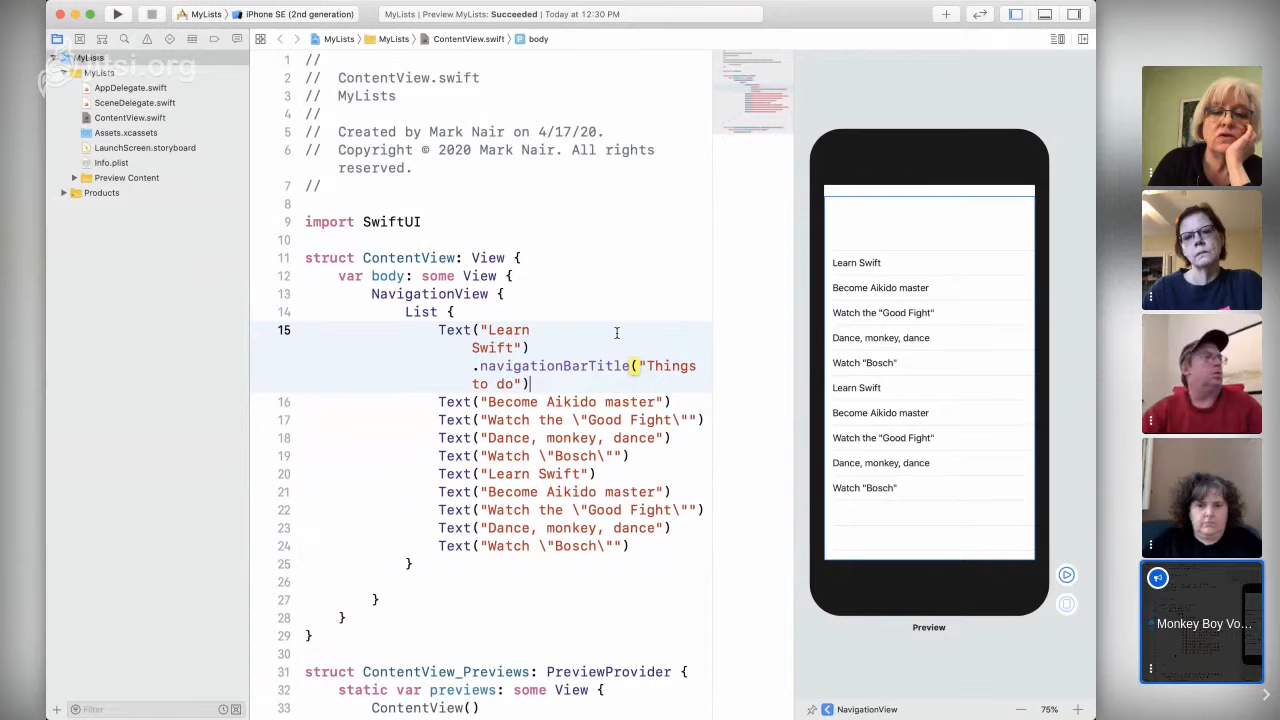 MyLists
iPhone SE (2nd generation)
MyLists | Preview MyLists: Succeeded | Today at 12:30 PM
MyLists
MyLists
ContentView.swift
body
jitsi.org
MyLists
MyLists
AppDelegate.swift
SceneDelegate.swift
ContentView.swift
Assets.xcassets
LaunchScreen.storyboard
Info.plist
Preview Content
Products
1 //
2 // ContentView.swift
3 // MyLists
4 //
5 // Created by Mark Nair on 4/17/20.
6 // Copyright © 2020 Mark Nair. All rights
reserved.
7 //
8
9 import SwiftUI
10
11 struct ContentView: View {
12 var body: some View {
13 NavigationView {
14 List {
15 Text("Learn
Swift")
.navigationBarTitle("Things
to do")
16 Text("Become Aikido master")
17 Text("Watch the \"Good Fight\"")
18 Text("Dance, monkey, dance")
19 Text("Watch \"Bosch\"")
20 Text("Learn Swift")
21 Text("Become Aikido master")
22 Text("Watch the \"Good Fight\"")
23 Text("Dance, monkey, dance")
24 Text("Watch \"Bosch\"")
25 }
26
27 }
28 }
29 }
30
31 struct ContentView_Previews: PreviewProvider {
32 static var previews: some View {
33 ContentView()
Learn Swift
Become Aikido master
Watch the "Good Fight"
Dance, monkey, dance
Watch "Bosch"
Learn Swift
Become Aikido master
Watch the "Good Fight"
Dance, monkey, dance
Watch "Bosch"
Preview
Monkey Boy Vo...
Filter
NavigationView
75%